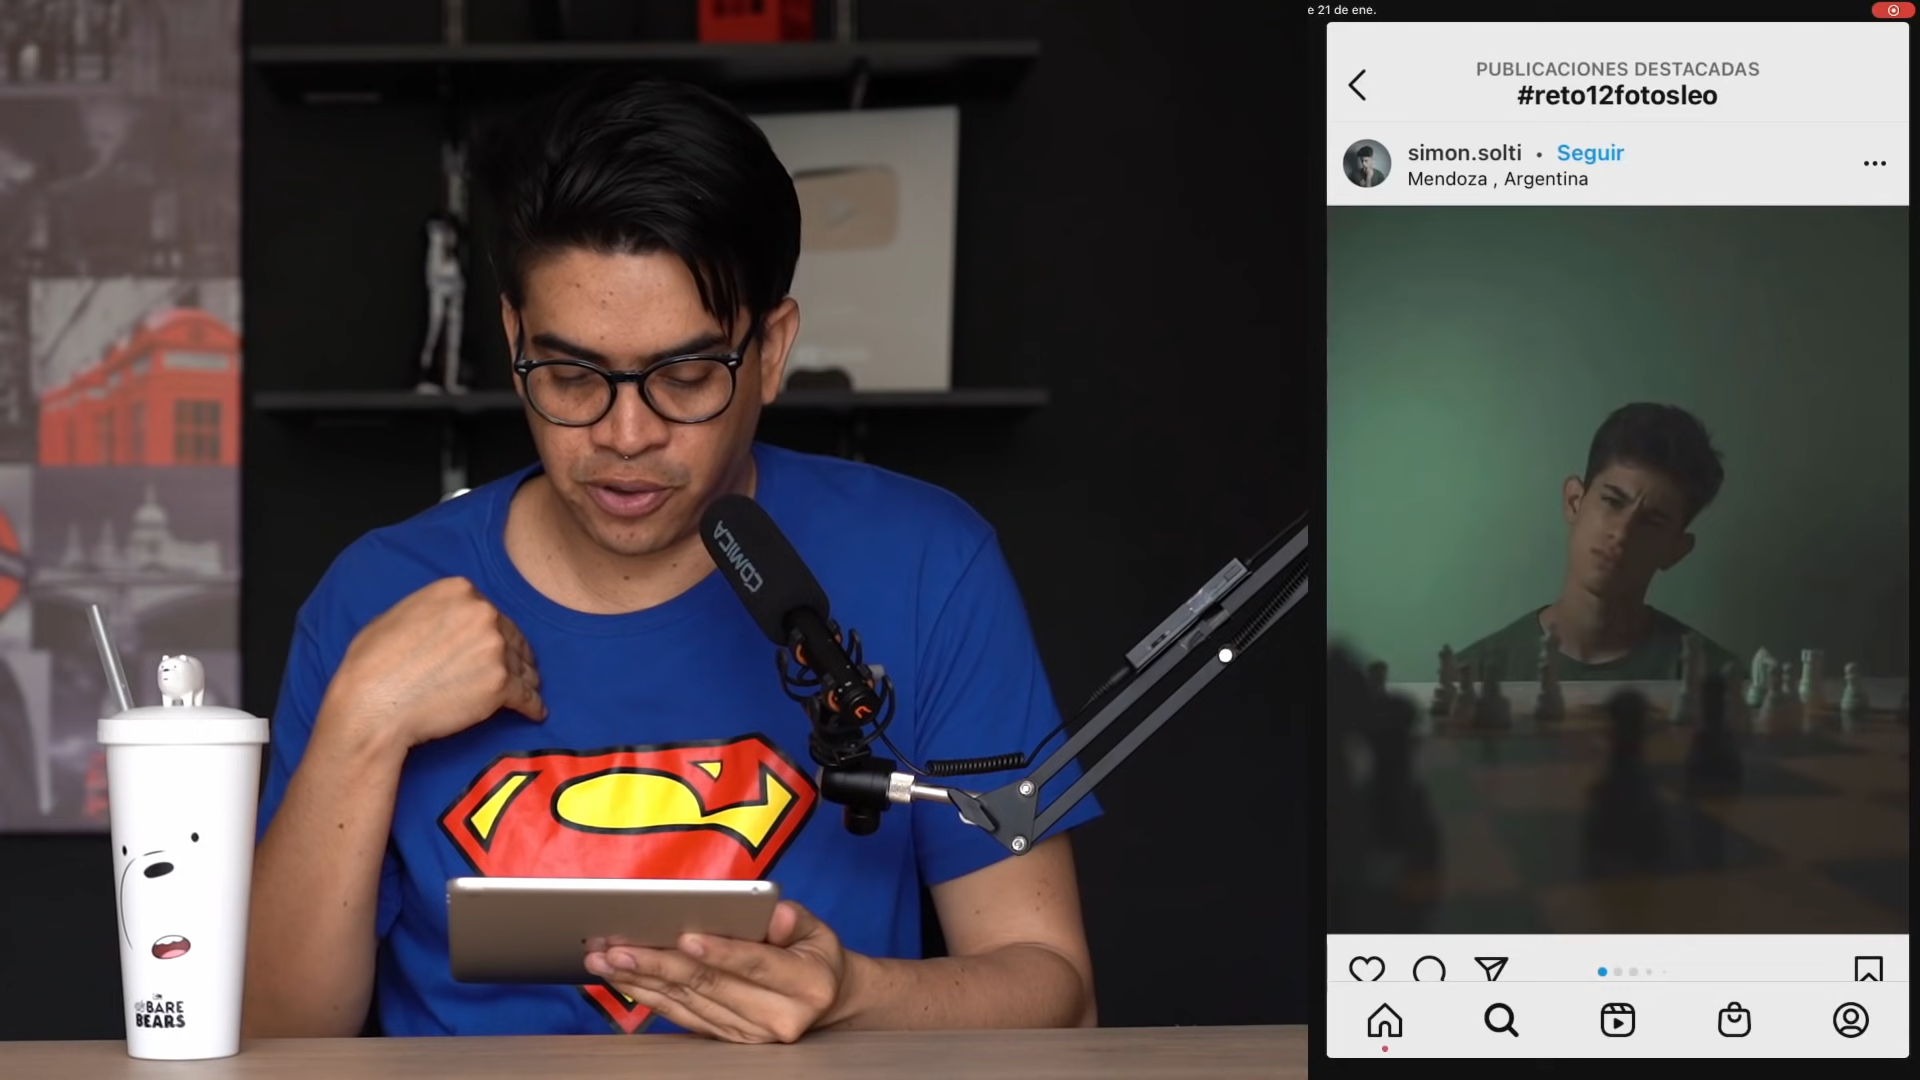 e 21 de ene.
PUBLICACIONES DESTACADAS
#reto12fotosleo
simon.solti • Seguir
Mendoza , Argentina
COMICA
BARE
BEARS